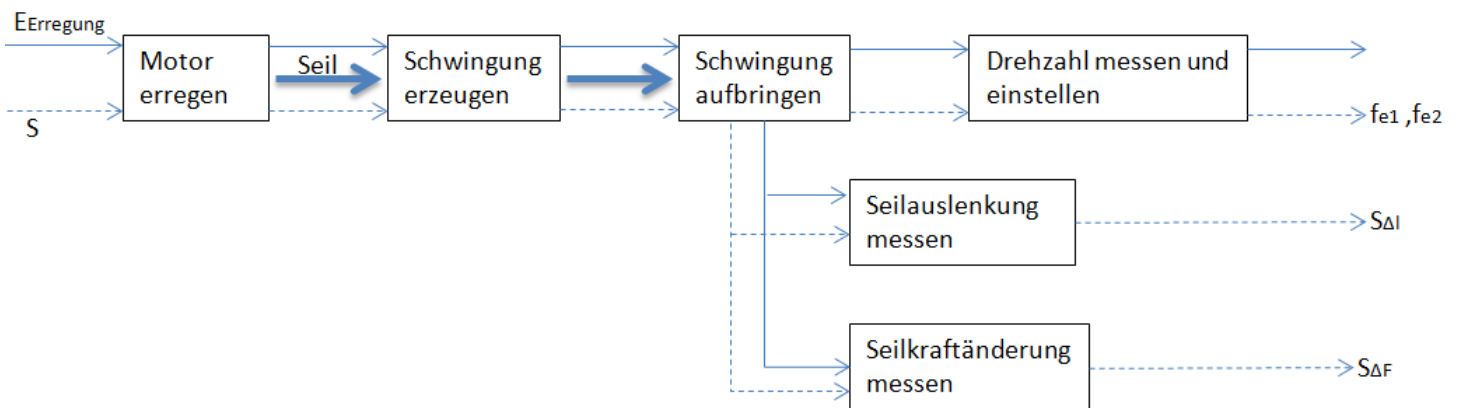 EErregung
Motor
erregen
Seil
Schwingung
erzeugen
Schwingung
aufbringen
Drehzahl messen und
einstellen
S
fe1 ,fe2
Seilauslenkung
messen
SΔl
Seilkraftänderung
messen
SΔF